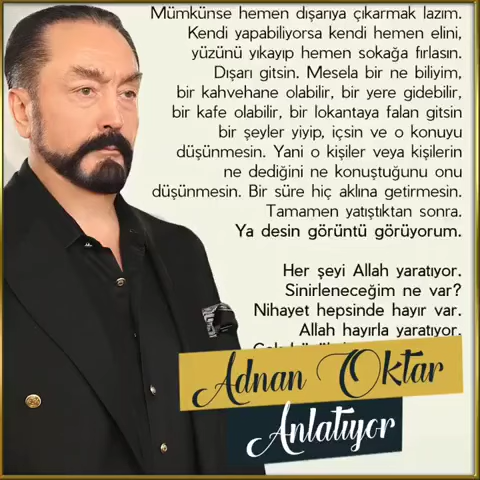 Mümkünse hemen dışarıya çıkarmak lazım.
Kendi yapabiliyorsa kendi hemen elini,
yüzünü yıkayıp hemen sokağa fırlasın.
Dışarı gitsin. Mesela bir ne biliyim,
bir kahvehane olabilir, bir yere gidebilir,
bir kafe olabilir, bir lokantaya falan gitsin
bir şeyler yiyip, içsin ve o konuyu
düşünmesin. Yani o kişiler veya kişilerin
ne dediğini ne konuştuğunu onu
düşünmesin. Bir süre hiç aklına getirmesin.
Tamamen yatıştıktan sonra.
Ya desin görüntü görüyorum.
Her şeyi Allah yaratıyor.
Sinirleneceğim ne var?
Nihayet hepsinde hayır var.
Allah hayırla yaratıyor.
Adnan Oktar
Anlatıyor